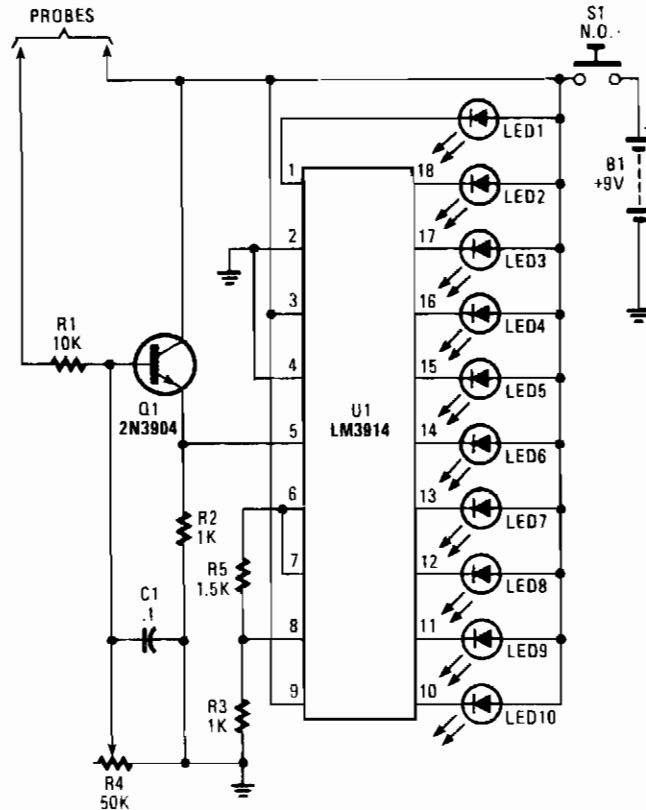 PROBES
S1
N.O.
LED1
B1
+9V
1
18
LED2
2
17
LED3
3
16
LED4
R1
10K
Q1
2N3904
4
15
LED5
U1
LM3914
5
14
LED6
6
13
LED7
R2
1K
R5
1.5K
7
12
LED8
C1
.1
8
11
LED9
R3
1K
9
10
LED10
R4
50K